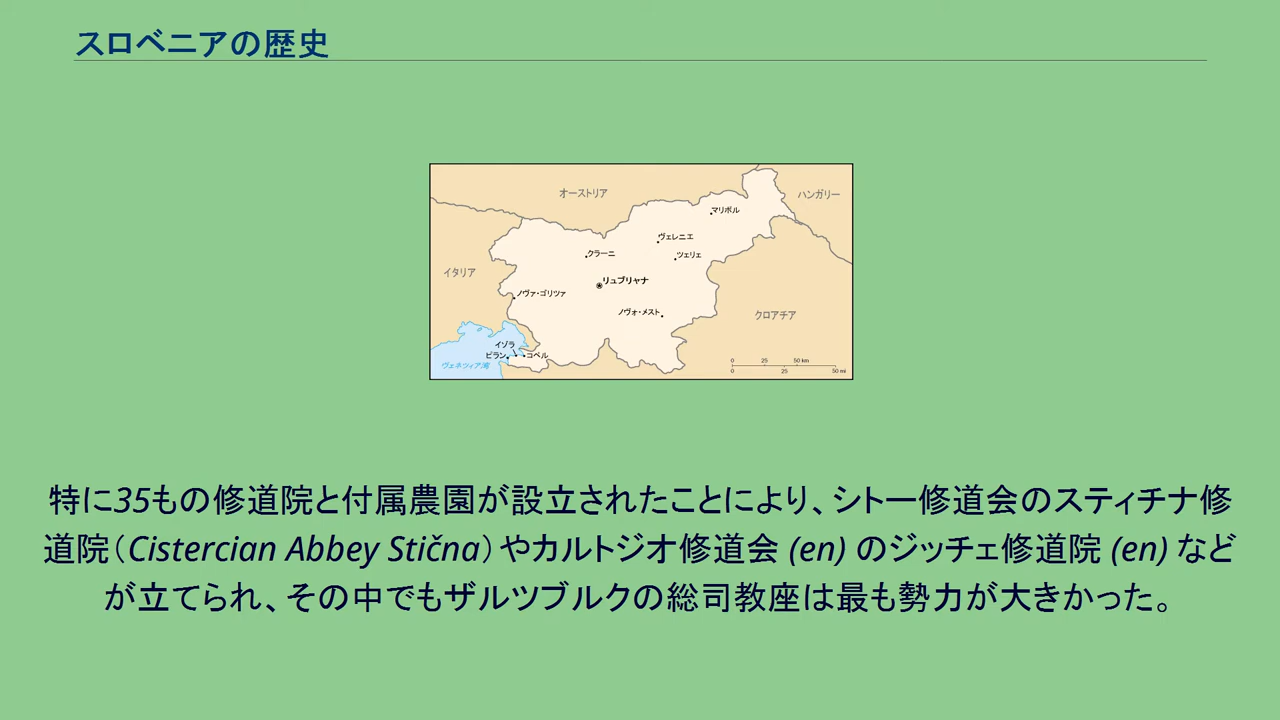 スロベニアの歴史
オーストリア
ハンガリー
マリボル
ヴェレニエ
クラーニ
ツェリェ
イタリア
リュブリャナ
ノヴァ・ゴリツァ
ノヴォ・メスト
クロアチア
イゾラ
ピラン
コペル
ヴェネツィア湾
0 25 50 km
0 25 50 mi
特に35もの修道院と付属農園が設立されたことにより、シトー修道会のスティチナ修
道院（Cistercian Abbey Stična）やカルトジオ修道会 (en) のジッチェ修道院 (en) など
が立てられ、その中でもザルツブルクの総司教座は最も勢力が大きかった。